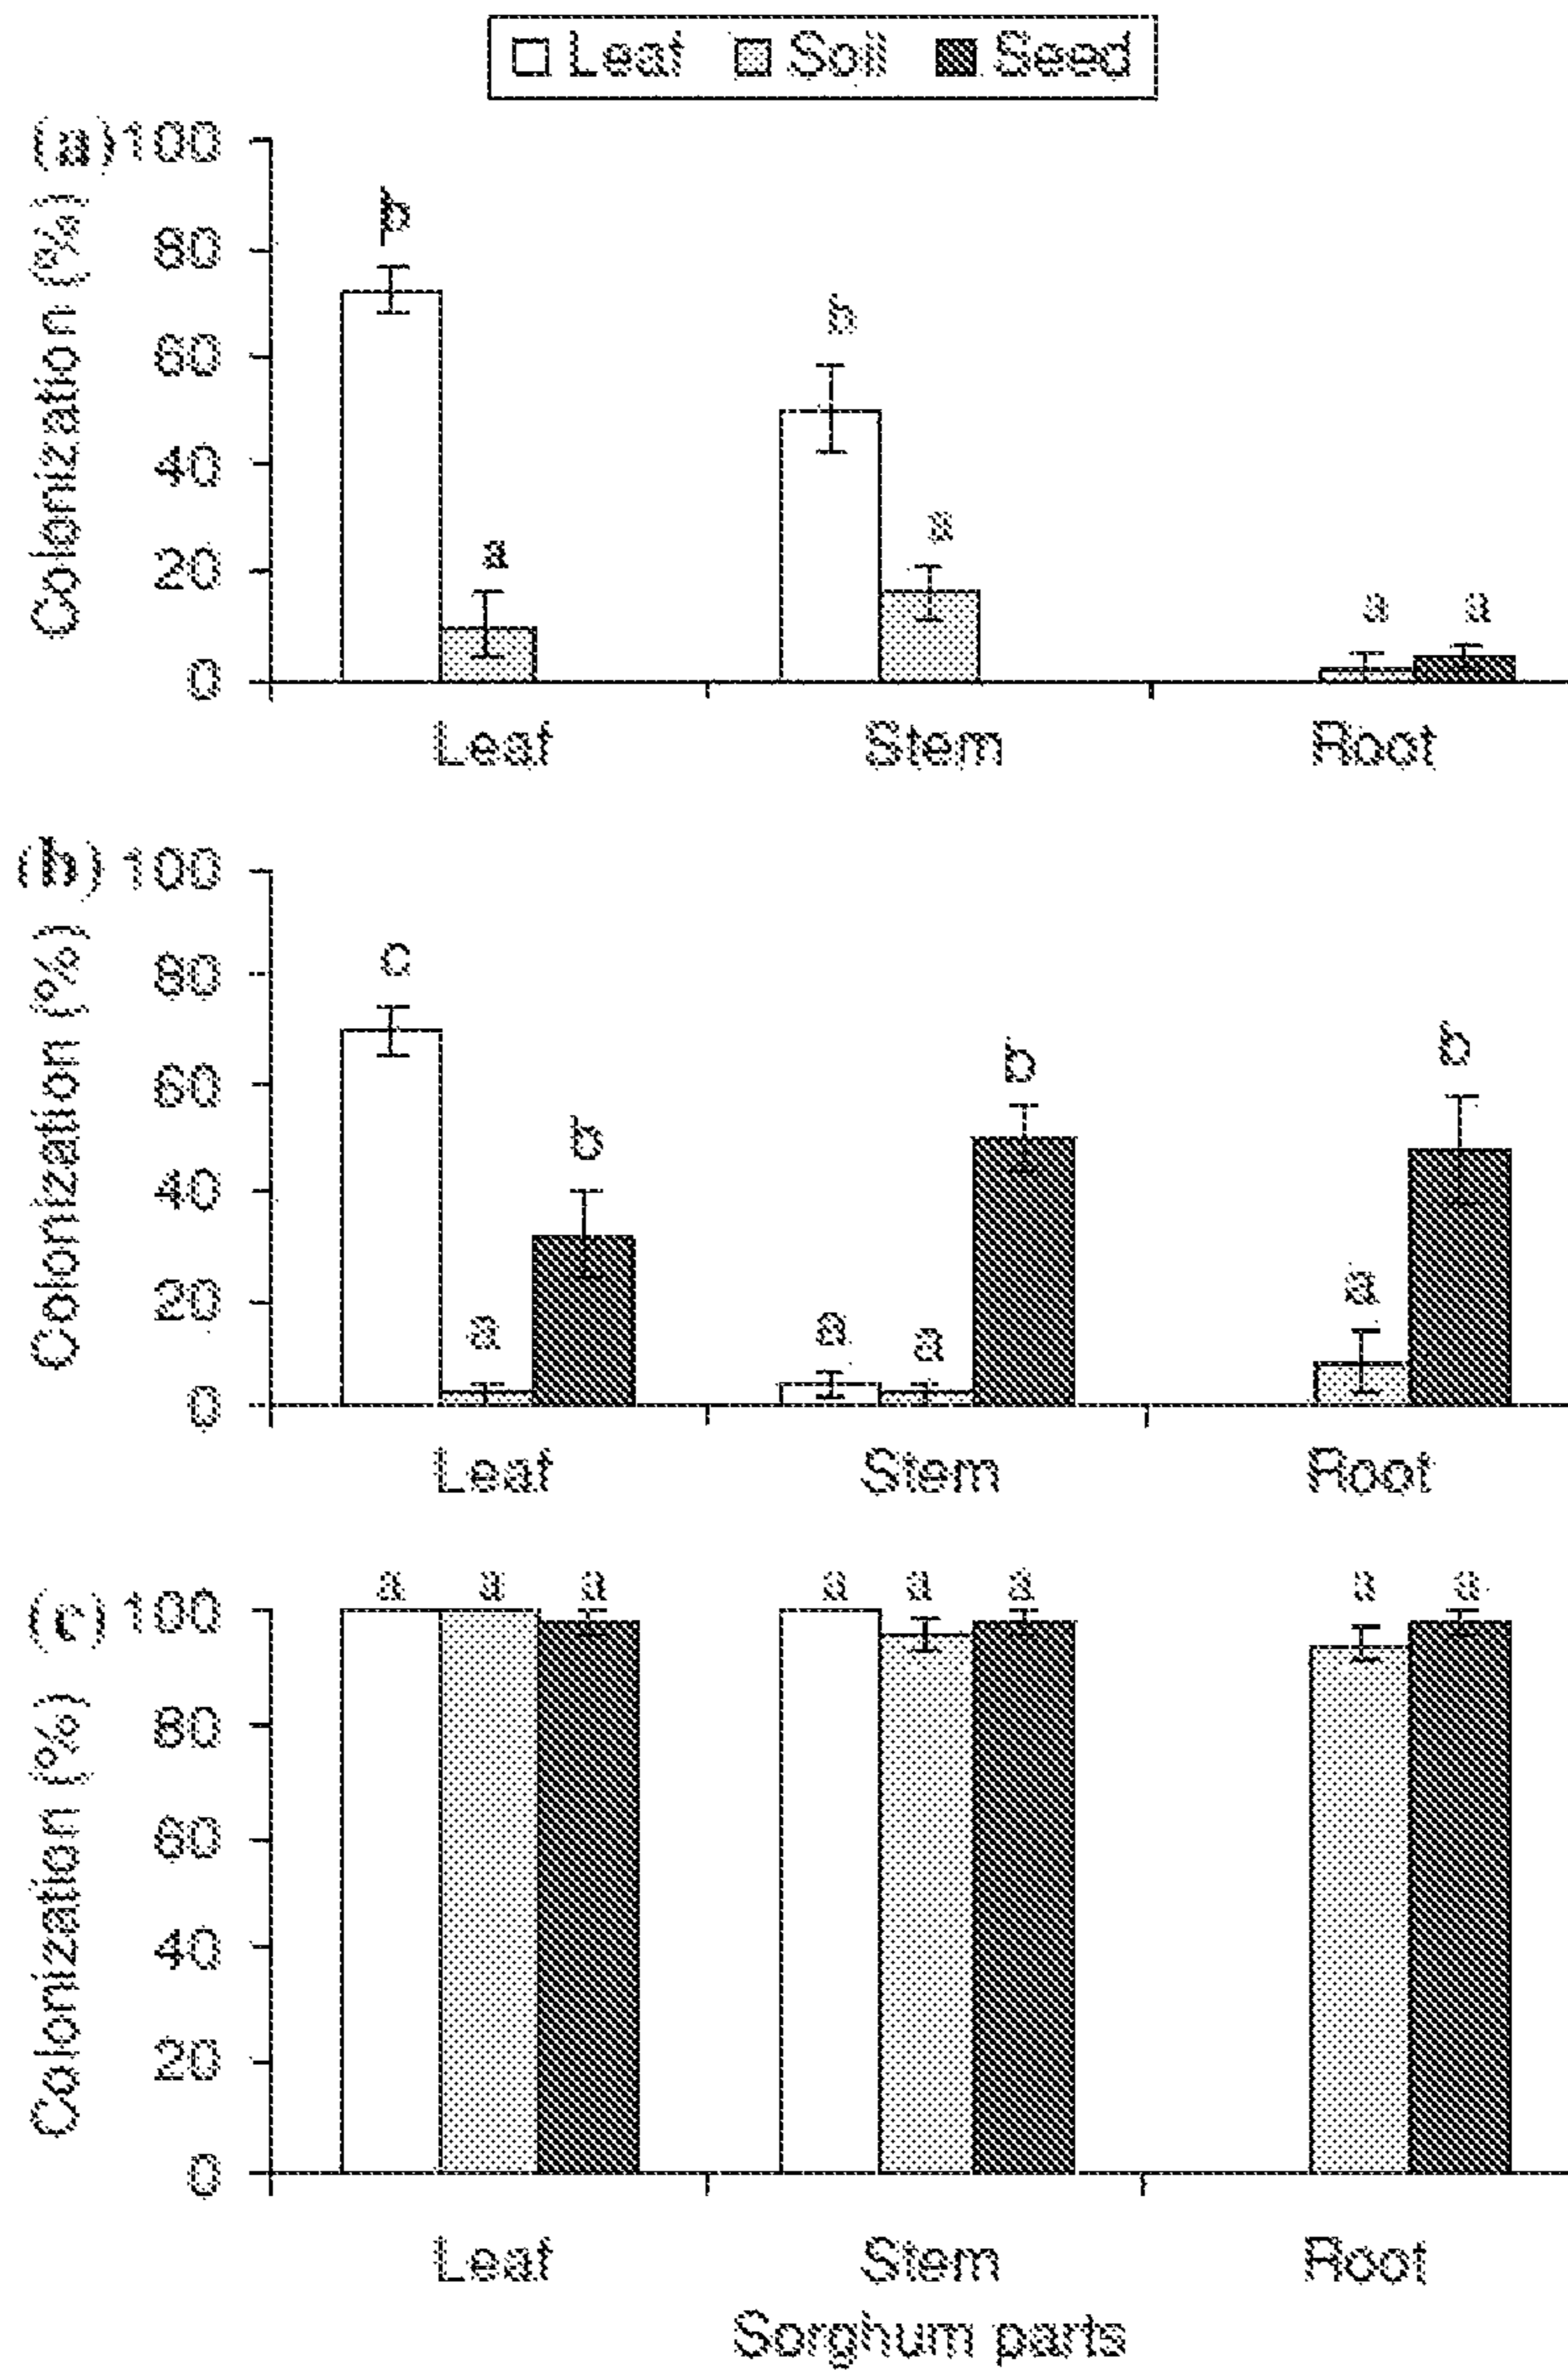 Leaf Soil Seed
(a) 100
80
60
40
20
0
Colonization (%)
b
a
b
a
a
a
Leaf Stem Root
(b) 100
80
60
40
20
0
Colonization (%)
c
a
b
a
a
b
a
b
Leaf Stem Root
(c) 100
80
60
40
20
0
Colonization (%)
a a a a a a a a
Leaf Stem Root
Sorghum parts